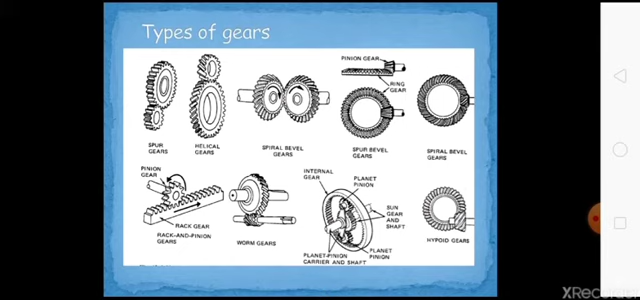 Types of gears
PINION GEAR
RING
GEAR
SPUR
GEARS
HELICAL
GEARS
SPIRAL BEVEL
GEARS
SPUR BEVEL
GEARS
SPIRAL BEVEL
GEARS
PINION
GEAR
RACK GEAR
RACK-AND-PINION
GEARS
WORM GEARS
INTERNAL
GEAR
PLANET
PINION
SUN
GEAR
AND
SHAFT
PLANET
PINION
PLANET-PINION
CARRIER AND SHAFT
HYPOID GEARS